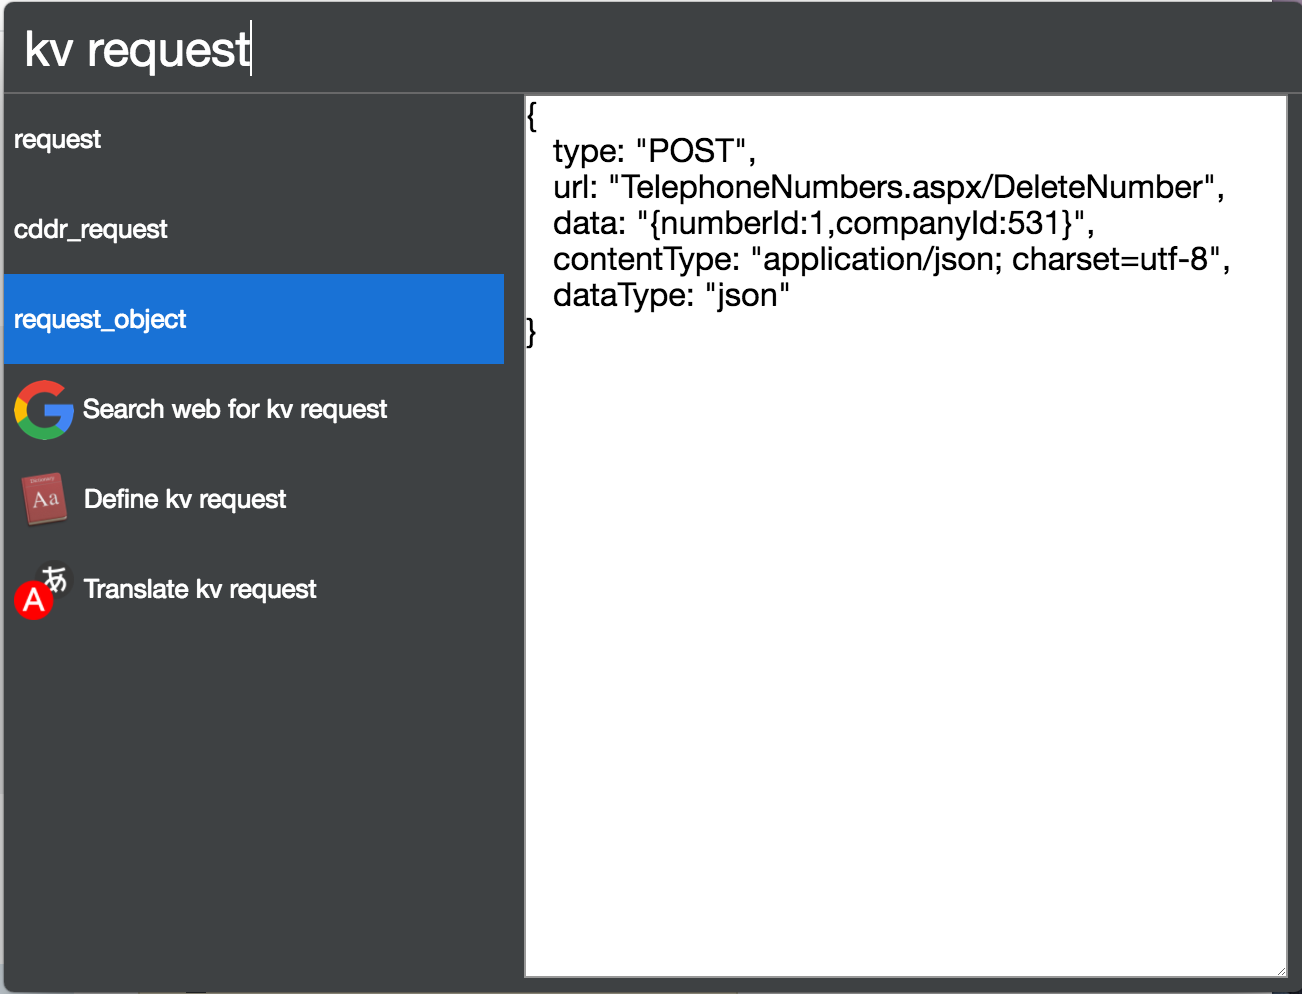 kv request
request
cddr_request
request_object
Search web for kv request
Dictionary
Aa
Define kv request
あ
A
Translate kv request
{
type: "POST",
url: "TelephoneNumbers.aspx/DeleteNumber",
data: "{numberId:1,companyId:531}",
contentType: "application/json; charset=utf-8",
dataType: "json"
}